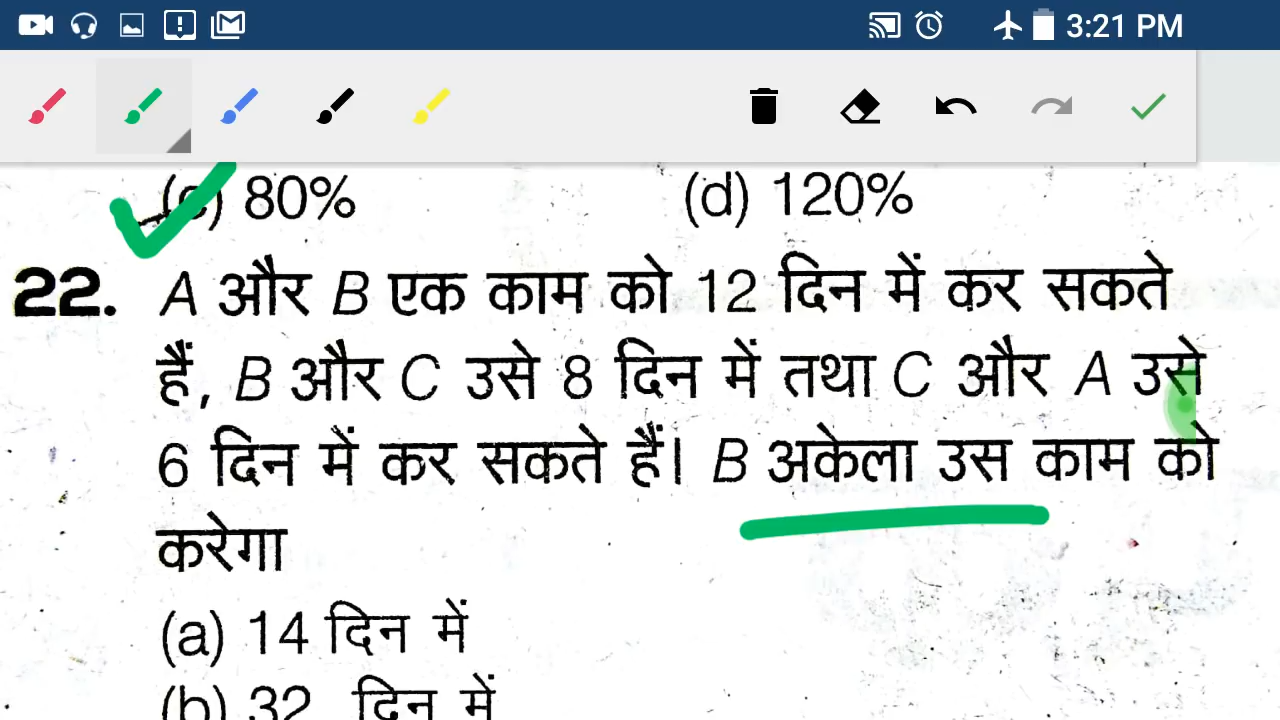 3:21 PM
(c) 80% (d) 120%
22. A और B एक काम को 12 दिन में कर सकते
हैं, B और C उसे 8 दिन में तथा C और A उसे
6 दिन में कर सकते हैं। B अकेला उस काम को
करेगा
(a) 14 दिन में
(b) 32 दिन में